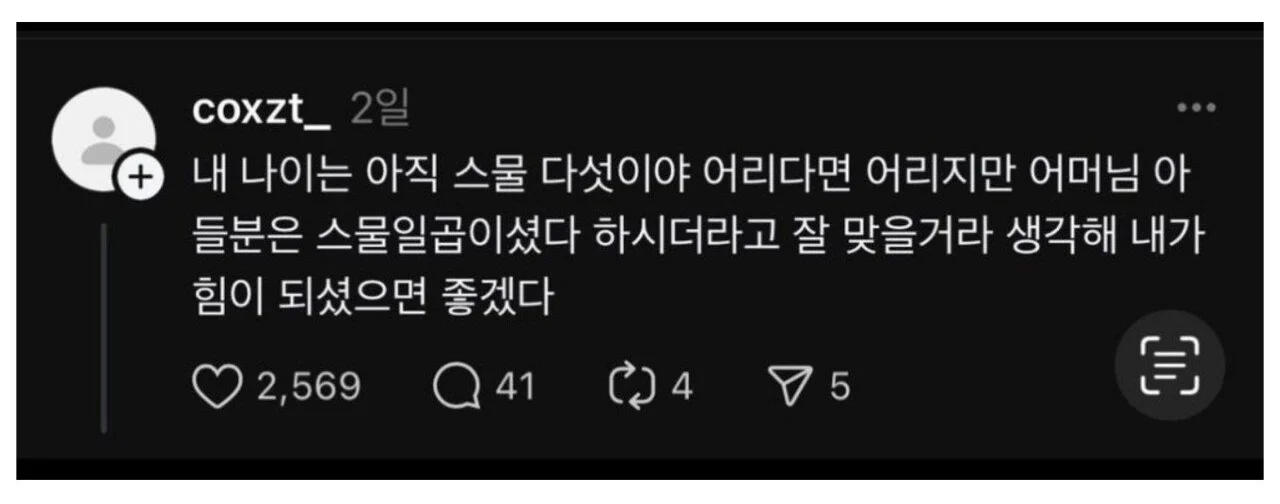 coxzt_ 2일
내 나이는 아직 스물 다섯이야 어리다면 어리지만 어머님 아
들분은 스물일곱이셨다 하시더라고 잘 맞을거라 생각해 내가
힘이 되셨으면 좋겠다
2,569 41 4 5